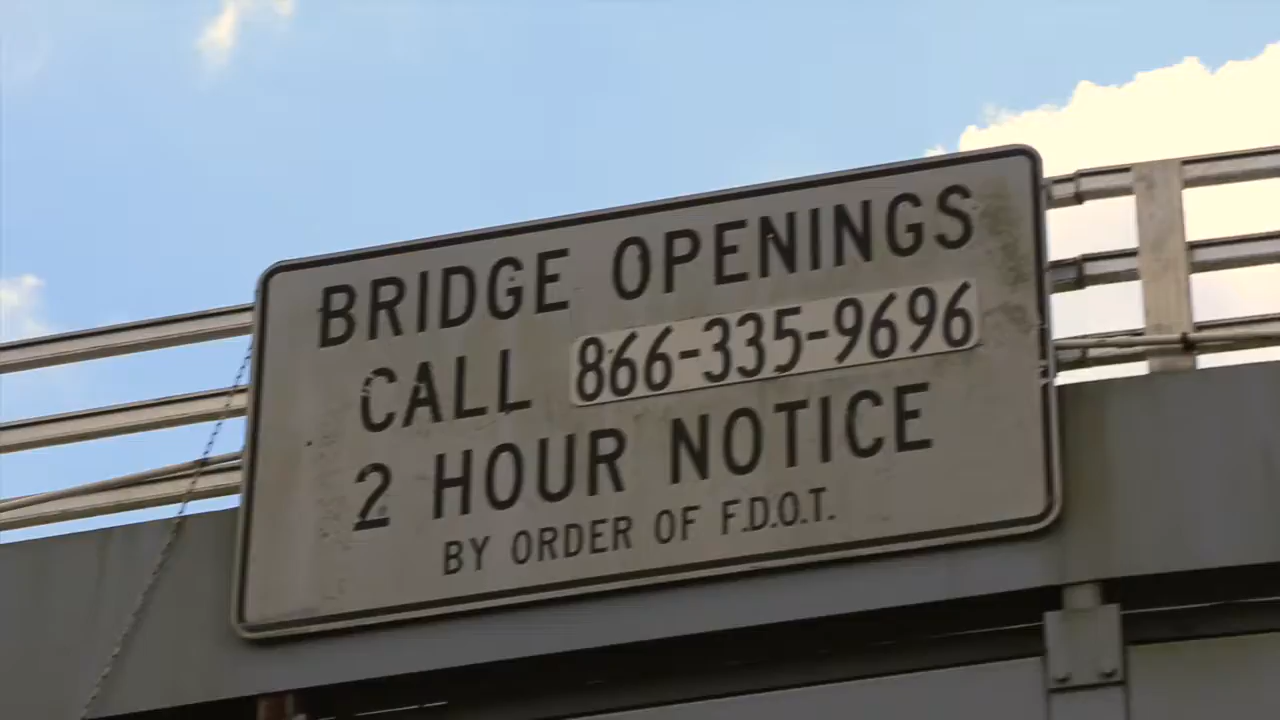 BRIDGE OPENINGS
CALL 866-335-9696
2 HOUR NOTICE
BY ORDER OF F.D.O.T.